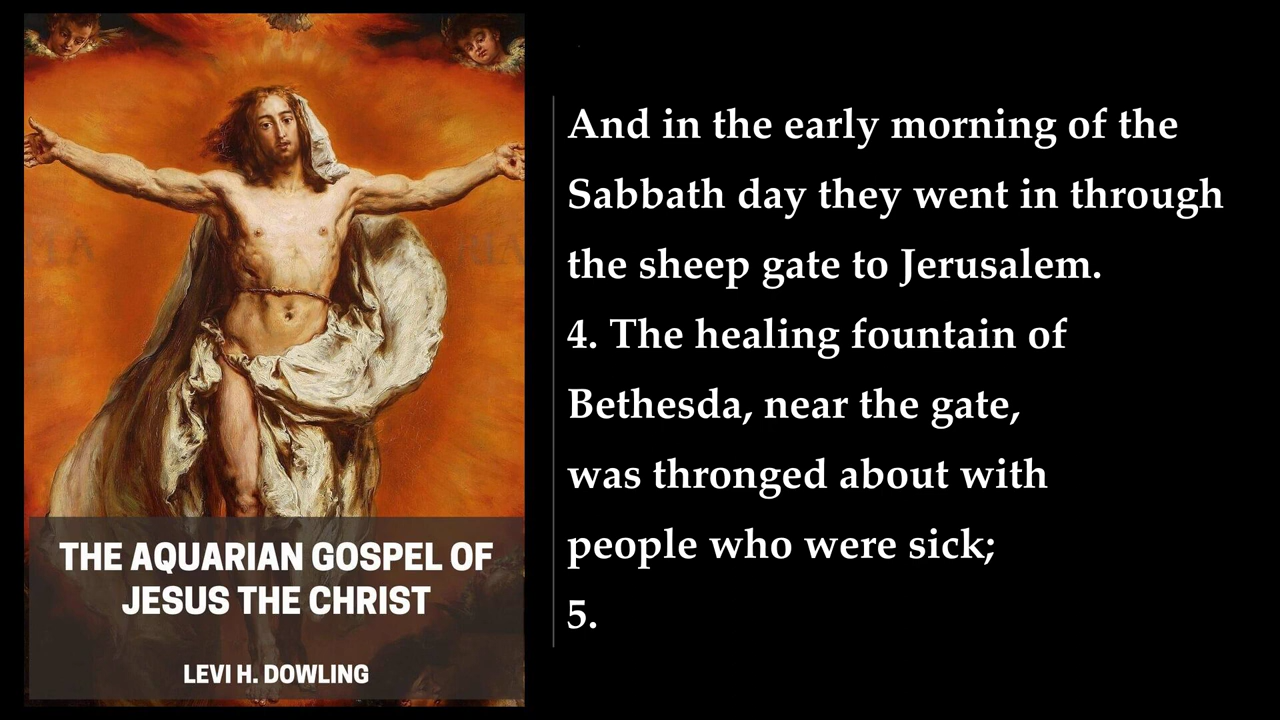 THE AQUARIAN GOSPEL OF
JESUS THE CHRIST
LEVI H. DOWLING
And in the early morning of the
Sabbath day they went in through
the sheep gate to Jerusalem.
4. The healing fountain of
Bethesda, near the gate,
was thronged about with
people who were sick;
5.